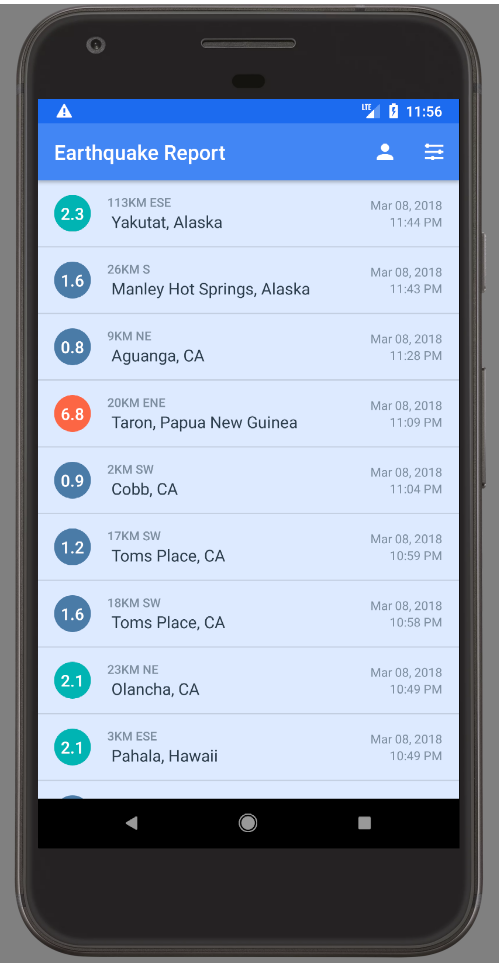 LTE 11:56
Earthquake Report
2.3 113KM ESE Mar 08, 2018
Yakutat, Alaska 11:44 PM
1.6 26KM S Mar 08, 2018
Manley Hot Springs, Alaska 11:43 PM
0.8 9KM NE Mar 08, 2018
Aguanga, CA 11:28 PM
6.8 20KM ENE Mar 08, 2018
Taron, Papua New Guinea 11:09 PM
0.9 2KM SW Mar 08, 2018
Cobb, CA 11:04 PM
1.2 17KM SW Mar 08, 2018
Toms Place, CA 10:59 PM
1.6 18KM SW Mar 08, 2018
Toms Place, CA 10:58 PM
2.1 23KM NE Mar 08, 2018
Olancha, CA 10:49 PM
2.1 3KM ESE Mar 08, 2018
Pahala, Hawaii 10:49 PM